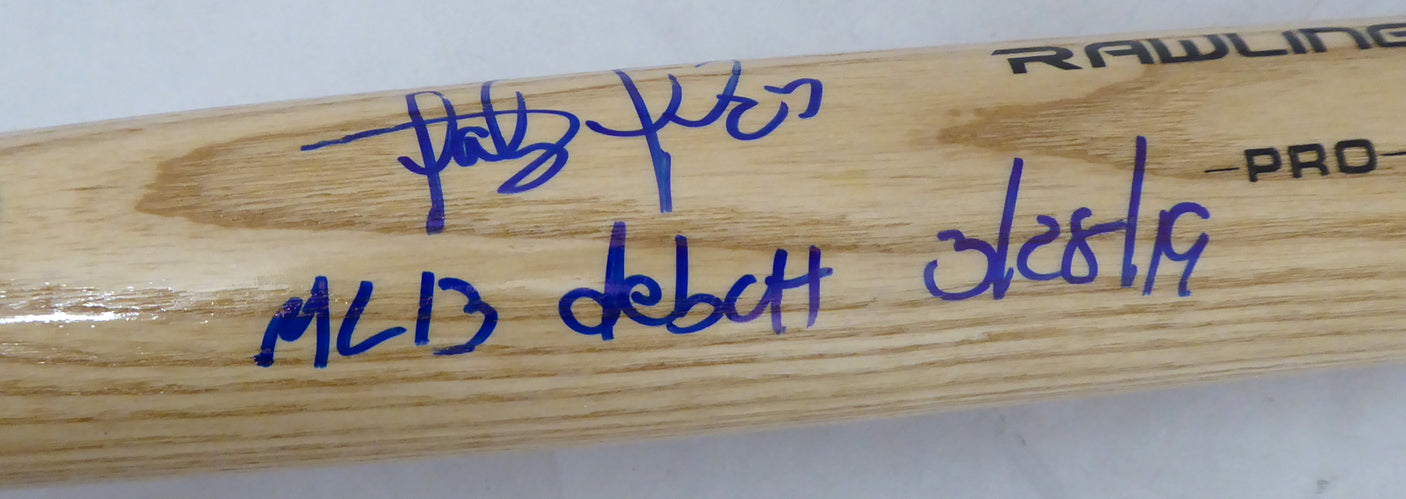 RAWLING
-PRO-
MLB debut 3/28/19